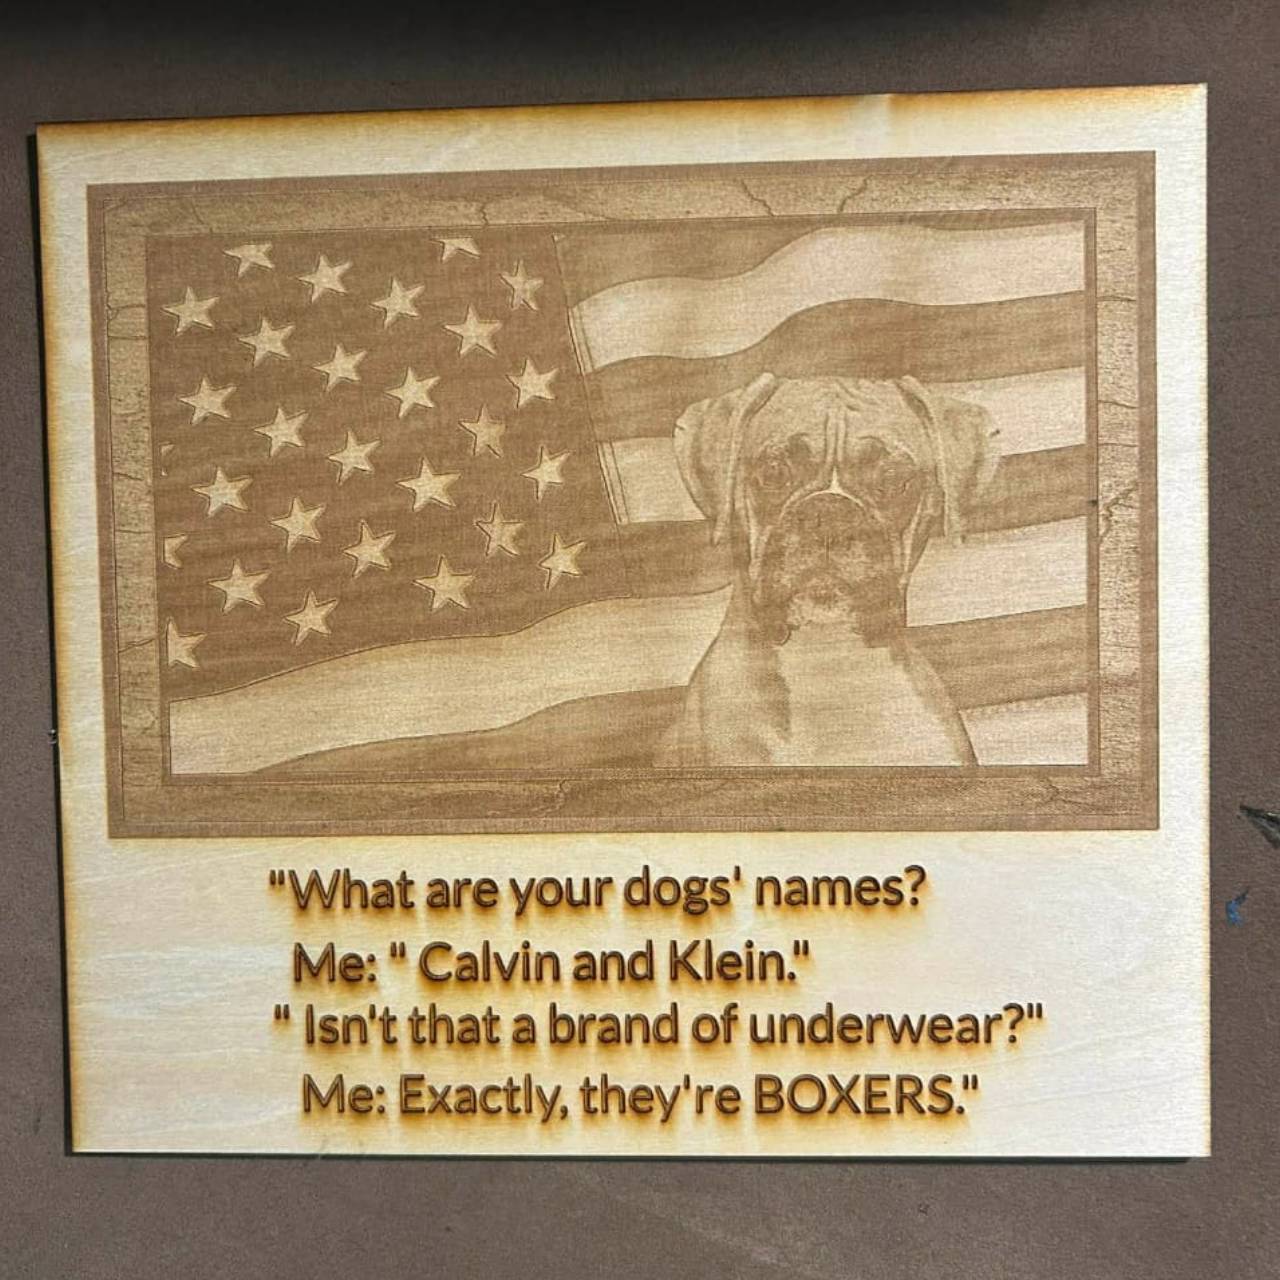 "What are your dogs' names?
Me: " Calvin and Klein."
" Isn't that a brand of underwear?"
Me: Exactly, they're BOXERS."